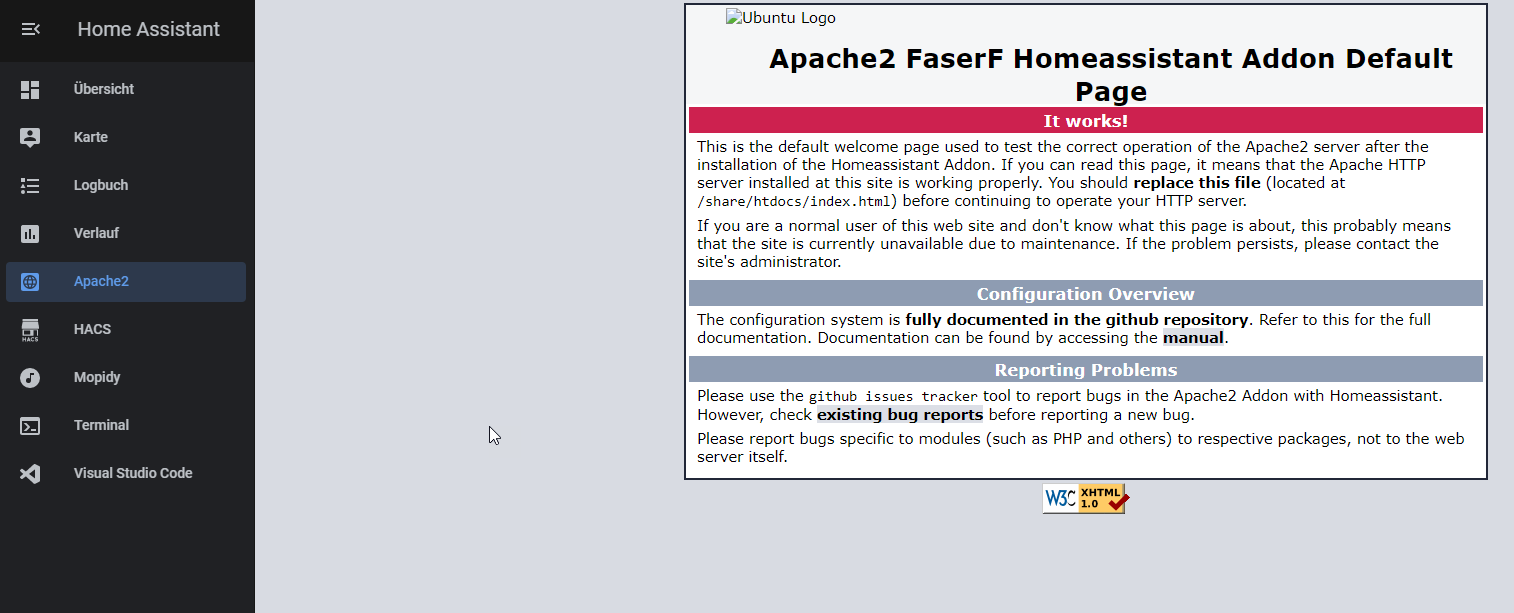 Home Assistant
Übersicht
Karte
Logbuch
Verlauf
Apache2
HACS
HACS
Mopidy
Terminal
Visual Studio Code
Ubuntu Logo
Apache2 FaserF Homeassistant Addon Default
Page
It works!
This is the default welcome page used to test the correct operation of the Apache2 server after the
installation of the Homeassistant Addon. If you can read this page, it means that the Apache HTTP
server installed at this site is working properly. You should replace this file (located at
/share/htdocs/index.html) before continuing to operate your HTTP server.
If you are a normal user of this web site and don't know what this page is about, this probably means
that the site is currently unavailable due to maintenance. If the problem persists, please contact the
site's administrator.
Configuration Overview
The configuration system is fully documented in the github repository. Refer to this for the full
documentation. Documentation can be found by accessing the manual.
Reporting Problems
Please use the github issues tracker tool to report bugs in the Apache2 Addon with Homeassistant.
However, check existing bug reports before reporting a new bug.
Please report bugs specific to modules (such as PHP and others) to respective packages, not to the web
server itself.
W3C XHTML
1.0